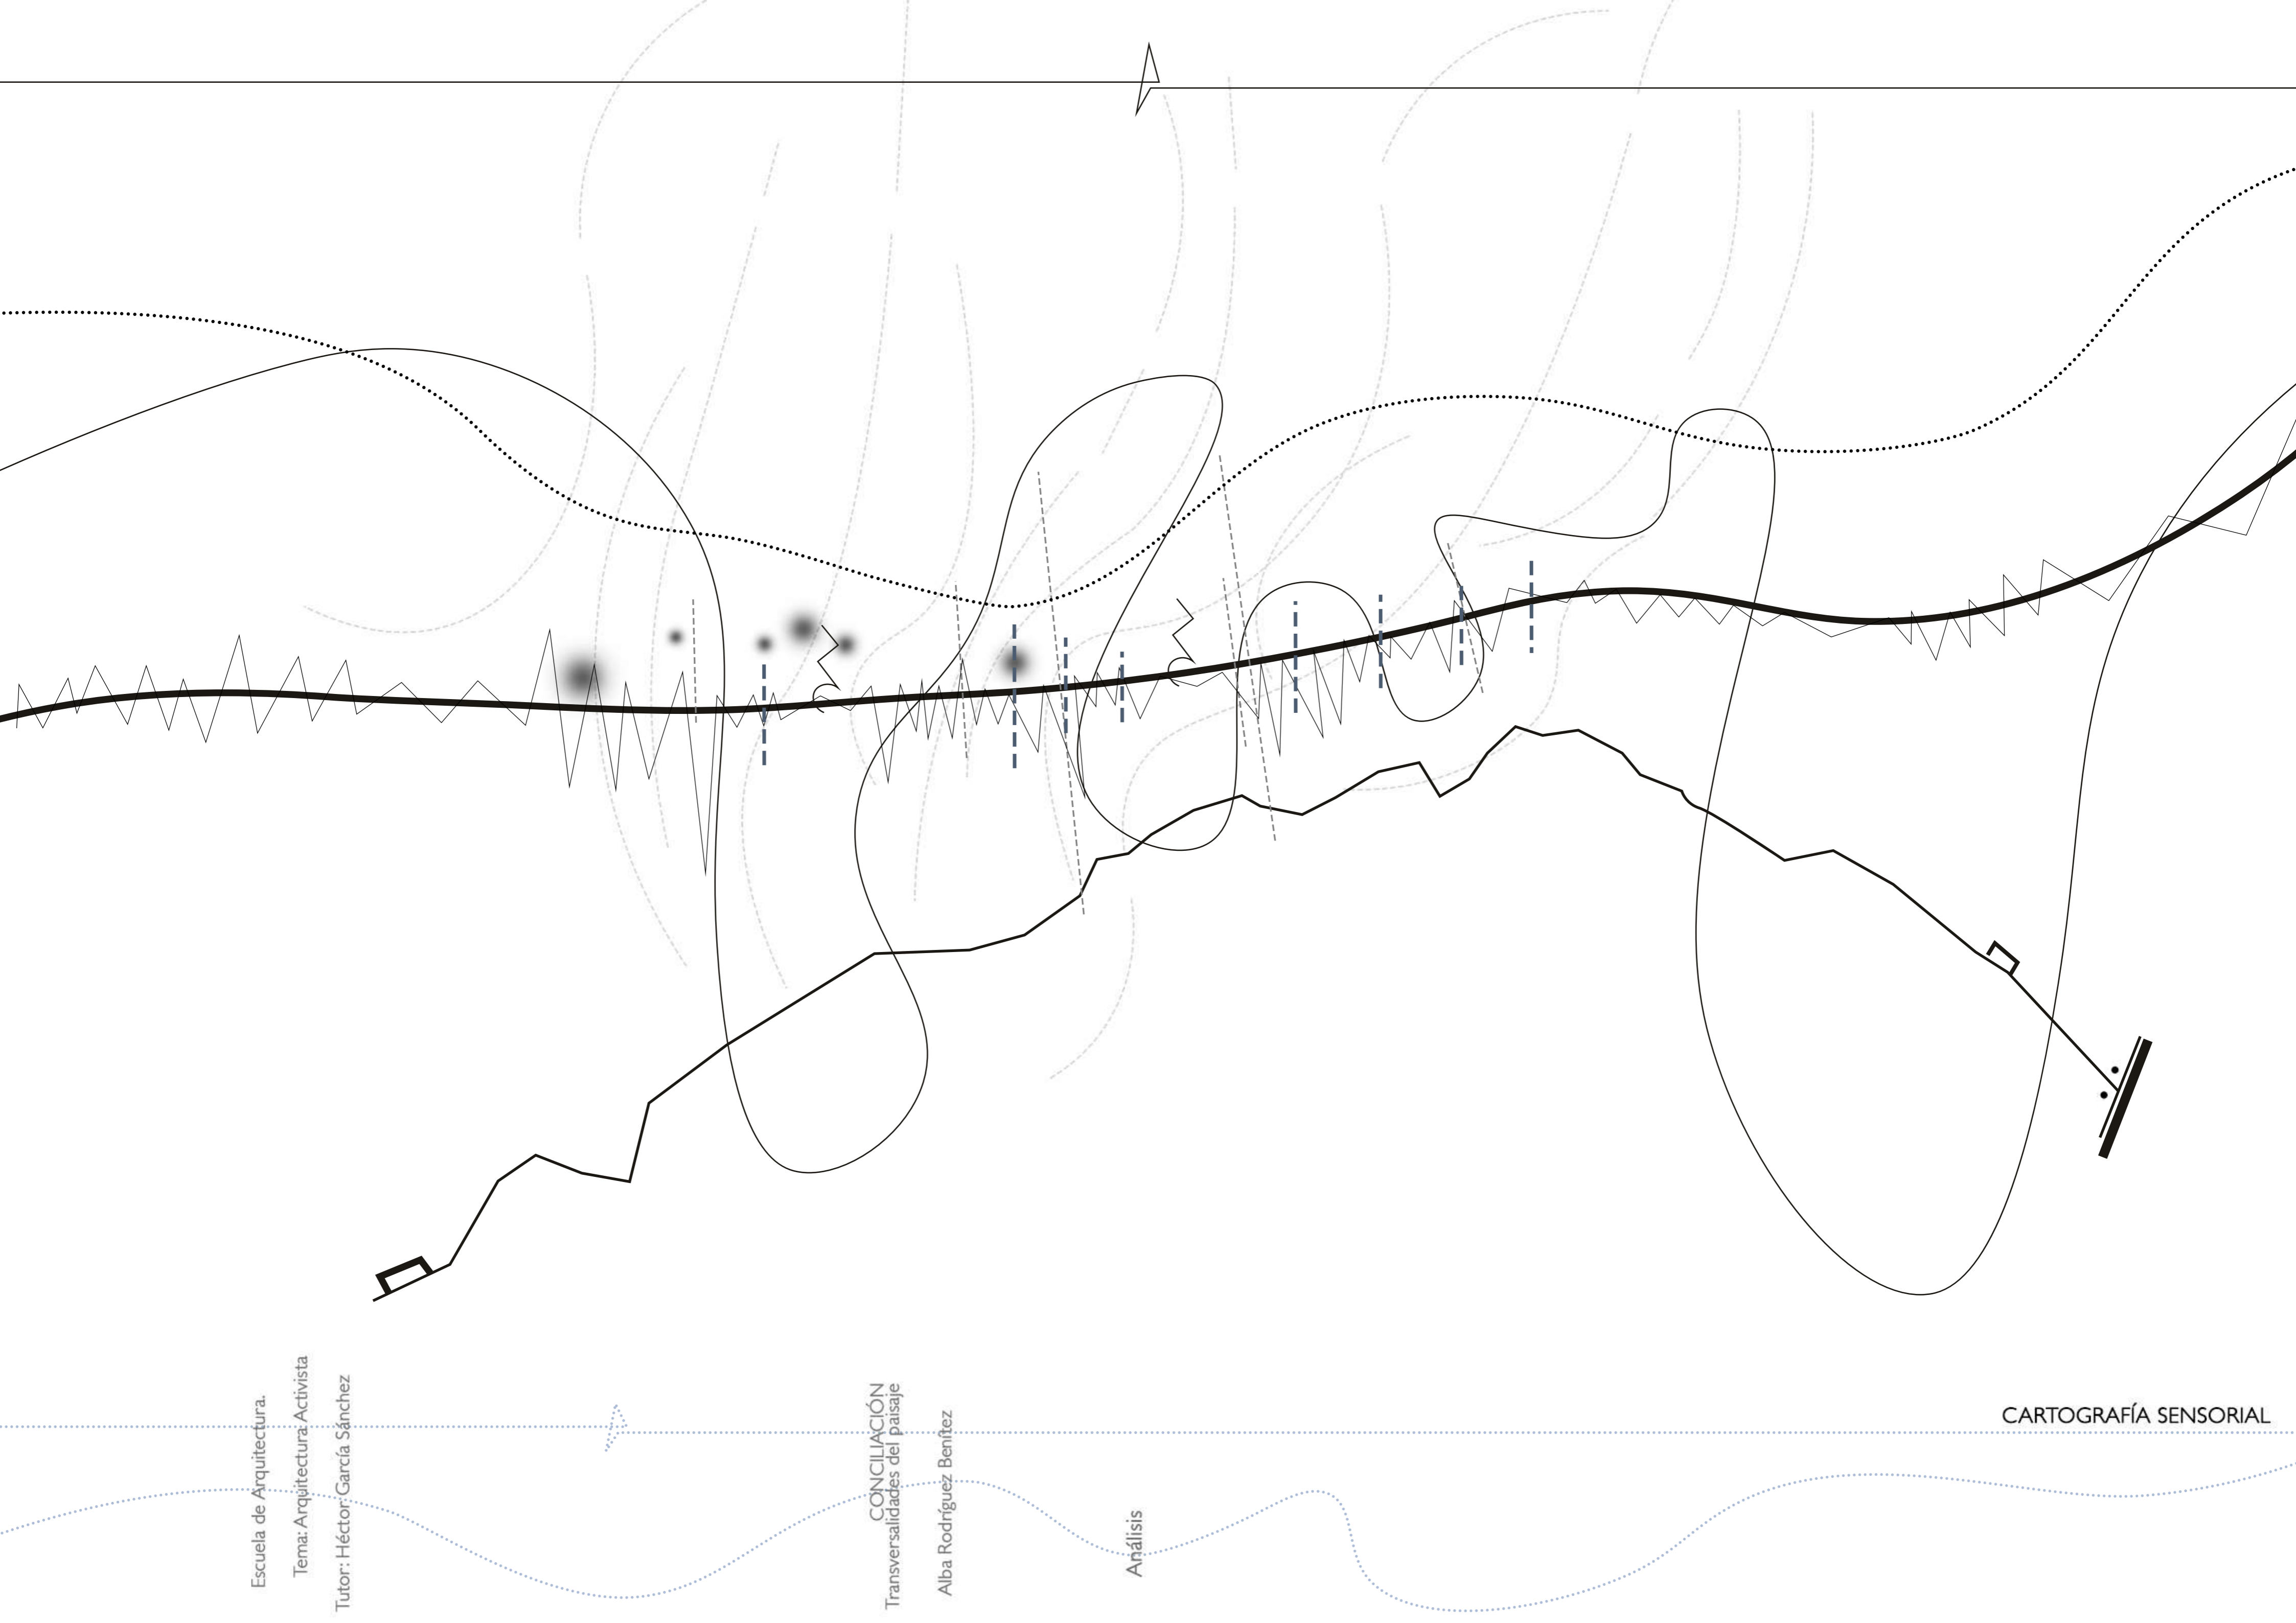 CARTOGRAFÍA SENSORIAL
Escuela de Arquitectura.
Tema: Arquitectura Activista
Tutor: Héctor García Sánchez
CONCILIACIÓN
Transversalidades del paisaje
Alba Rodríguez Benítez
Análisis